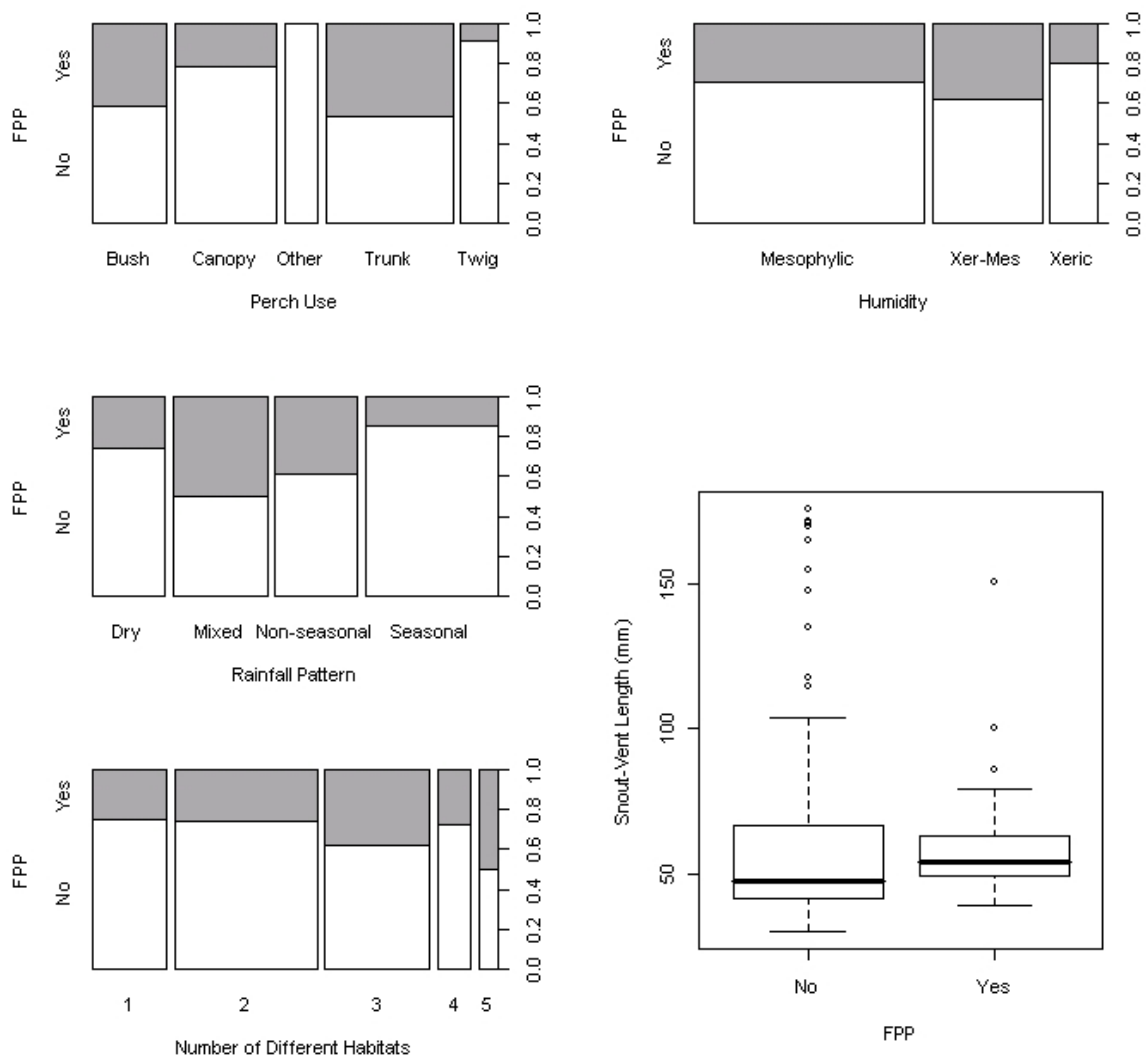 FPP
No Yes
0.0 0.2 0.4 0.6 0.8 1.0
Bush Canopy Other Trunk Twig
Perch Use
FPP
No Yes
0.0 0.2 0.4 0.6 0.8 1.0
Mesophylic Xer-Mes Xeric
Humidity
FPP
No Yes
0.0 0.2 0.4 0.6 0.8 1.0
Dry Mixed Non-seasonal Seasonal
Rainfall Pattern
FPP
No Yes
0.0 0.2 0.4 0.6 0.8 1.0
1 2 3 4 5
Number of Different Habitats
Snout-Vent Length (mm)
50 100 150
No Yes
FPP